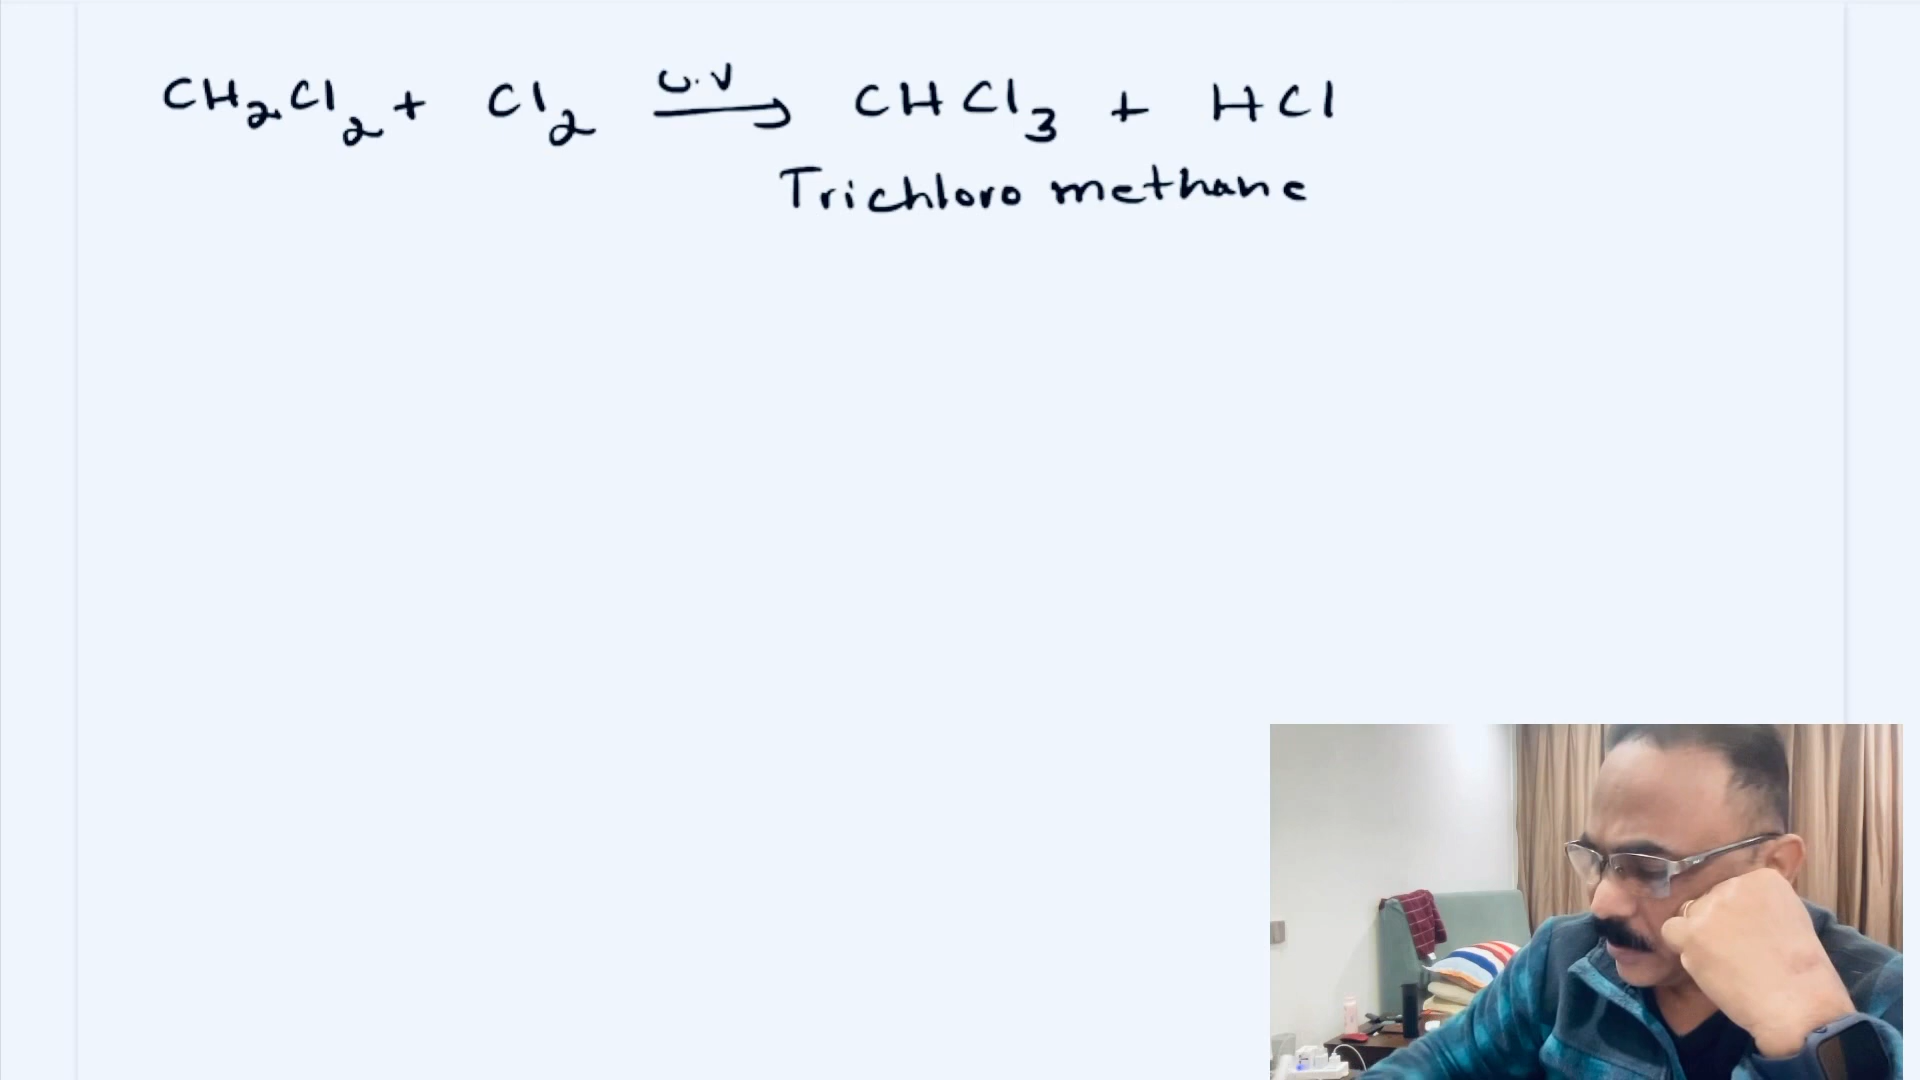 CH₂Cl₂ + Cl₂ —U.V→ CHCl₃ + HCl
Trichloro methane